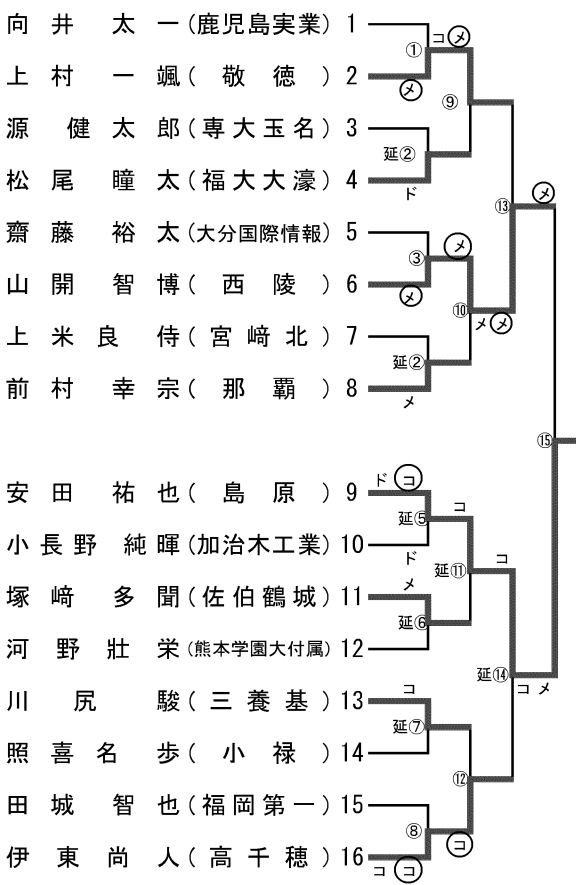 向井太一(鹿児島実業) 1
コメ
①
上村一颯(敬徳) 2
メ
⑨
源健太郎(専大玉名) 3
延②
松尾瞳太(福大大濠) 4
ド
⑬ メ
齋藤裕太(大分国際情報) 5
メ
③
山開智博(西陵) 6
メ
⑩ メメ
上米良侍(宮﨑北) 7
延②
前村幸宗(那覇) 8
メ
⑮
安田祐也(島原) 9
ドコ
延⑤ コ
小長野純暉(加治木工業) 10
ド
延⑪ コ
塚﨑多聞(佐伯鶴城) 11
メ
延⑥
河野壯栄(熊本学園大付属) 12
延⑭ コメ
川尻駿(三養基) 13
コ
延⑦
照喜名歩(小禄) 14
⑫
田城智也(福岡第一) 15
⑧ コ
伊東尚人(高千穂) 16
ココ